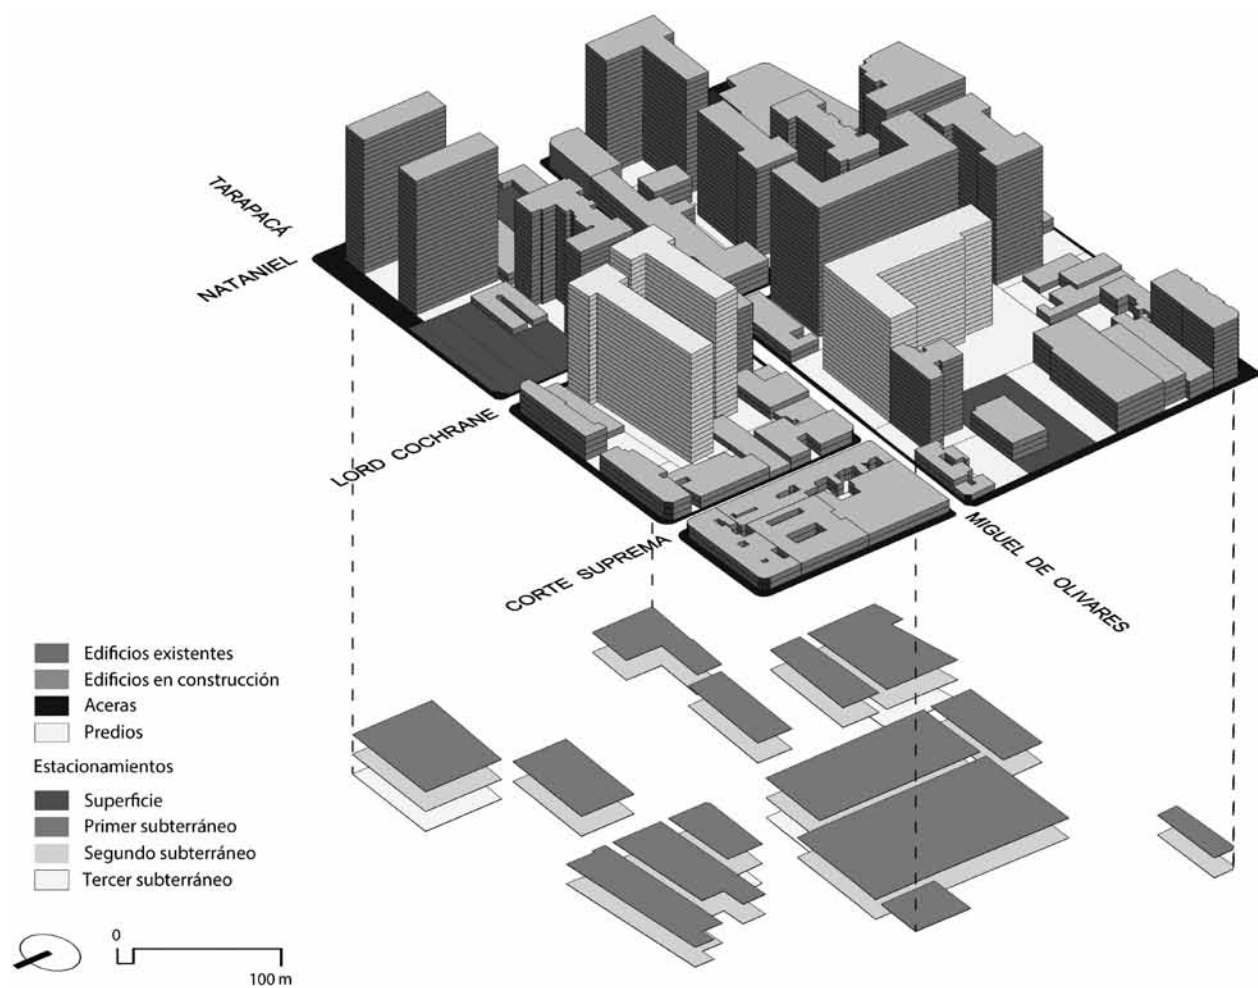 TARAPACÁ
NATANIEL
LORD COCHRANE
CORTE SUPREMA
MIGUEL DE OLIVARES
Edificios existentes
Edificios en construcción
Aceras
Predios
Estacionamientos
Superficie
Primer subterráneo
Segundo subterráneo
Tercer subterráneo
0
100 m